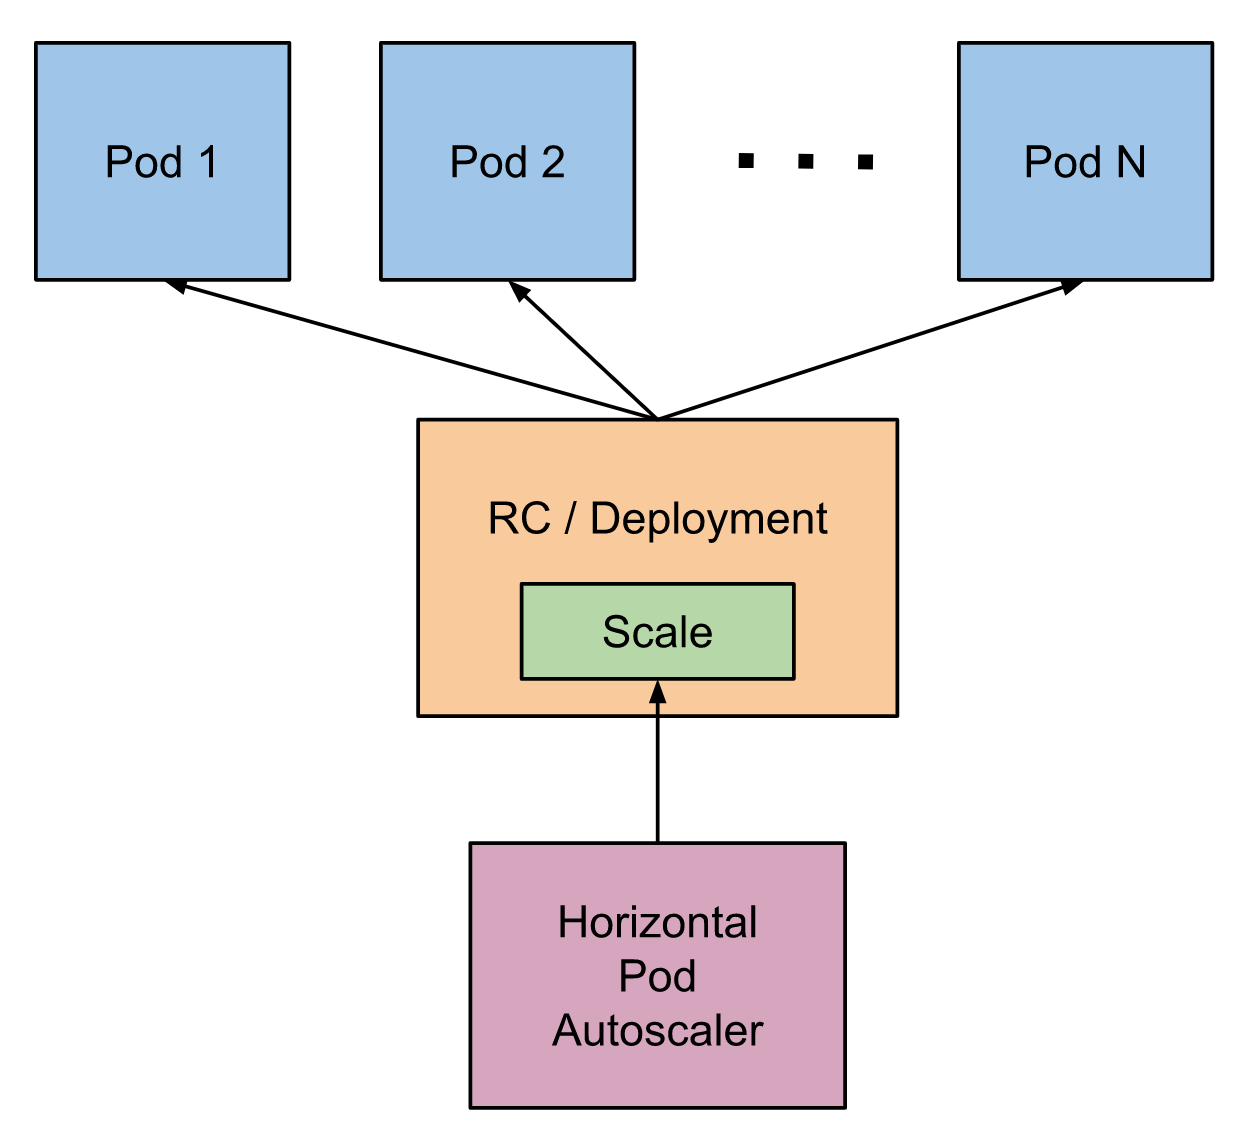 Pod 1
Pod 2
. . .
Pod N
RC / Deployment
Scale
Horizontal
Pod
Autoscaler